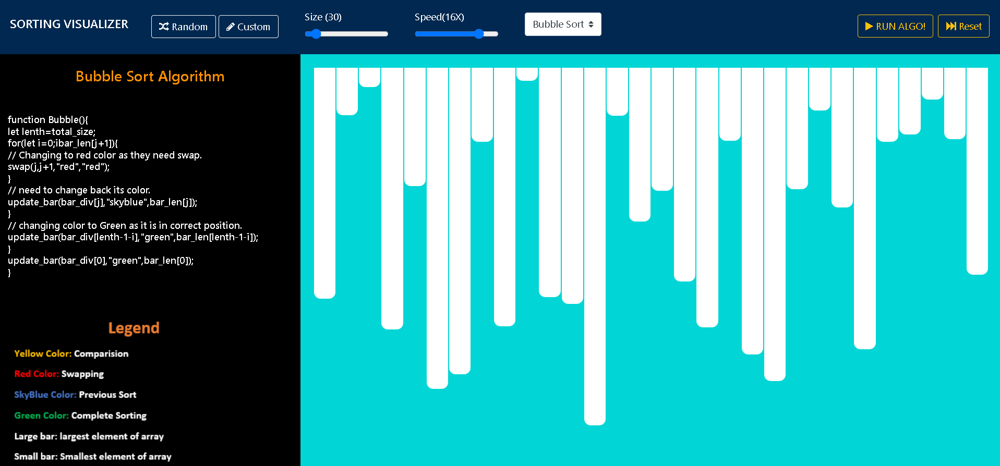 SORTING VISUALIZER
Random
Custom
Size (30)
Speed(16X)
Bubble Sort
RUN ALGO!
Reset
Bubble Sort Algorithm
function Bubble(){
let lenth=total_size;
for(let i=0;ibar_len[j+1]){
// Changing to red color as they need swap.
swap(j,j+1,"red","red");
}
// need to change back its color.
update_bar(bar_div[j],"skyblue",bar_len[j]);
}
// changing color to Green as it is in correct position.
update_bar(bar_div[lenth-1-i],"green",bar_len[lenth-1-i]);
}
update_bar(bar_div[0],"green",bar_len[0]);
}
Legend
Yellow Color: Comparision
Red Color: Swapping
SkyBlue Color: Previous Sort
Green Color: Complete Sorting
Large bar: largest element of array
Small bar: Smallest element of array